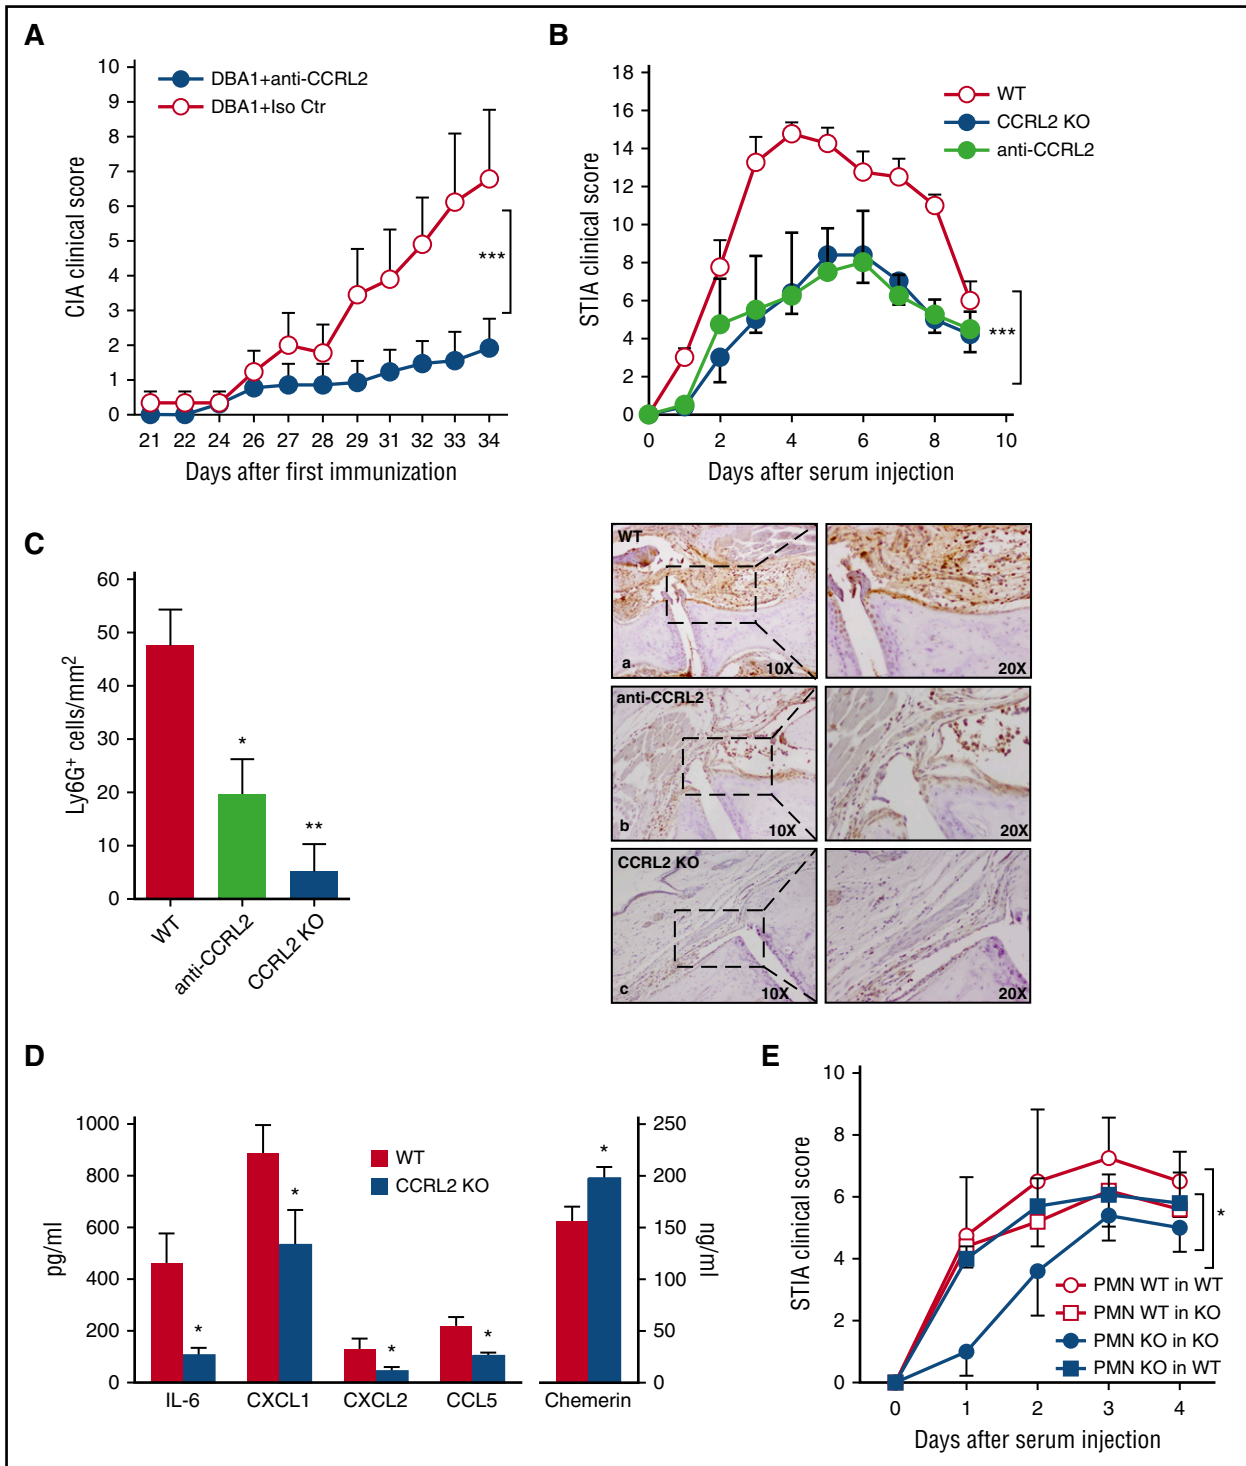 A
10
9
8
7
6
5
4
3
2
1
0
CIA clinical score
DBA1+anti-CCRL2
DBA1+Iso Ctr
***
21 22 24 26 27 28 29 31 32 33 34
Days after first immunization
B
18
16
14
12
10
8
6
4
2
0
STIA clinical score
WT
CCRL2 KO
anti-CCRL2
***
0 2 4 6 8 10
Days after serum injection
C
60
50
40
30
20
10
0
Ly6G+ cells/mm2
*
**
WT
anti-CCRL2
CCRL2 KO
WT
a
10X
20X
anti-CCRL2
b
10X
20X
CCRL2 KO
c
10X
20X
D
1000
800
600
400
200
0
pg/ml
WT
CCRL2 KO
*
*
*
*
*
250
200
150
100
50
0
ng/ml
IL-6 CXCL1 CXCL2 CCL5 Chemerin
E
10
8
6
4
2
0
STIA clinical score
*
PMN WT in WT
PMN WT in KO
PMN KO in KO
PMN KO in WT
0 1 2 3 4
Days after serum injection